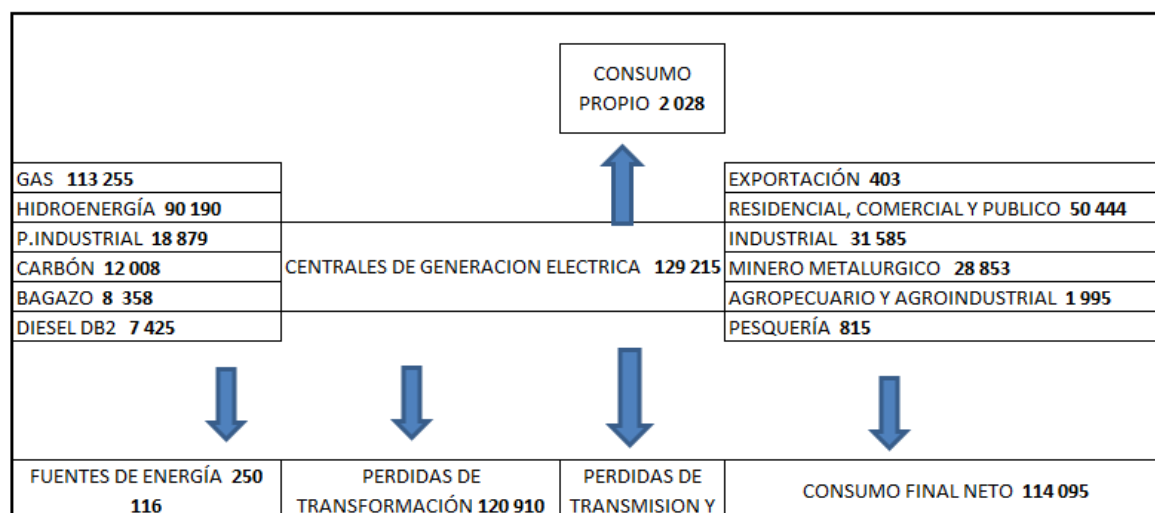 CONSUMO
PROPIO 2 028
GAS 113 255
HIDROENERGÍA 90 190
P.INDUSTRIAL 18 879
CARBÓN 12 008
BAGAZO 8 358
DIESEL DB2 7 425
CENTRALES DE GENERACION ELECTRICA 129 215
EXPORTACIÓN 403
RESIDENCIAL, COMERCIAL Y PUBLICO 50 444
INDUSTRIAL 31 585
MINERO METALURGICO 28 853
AGROPECUARIO Y AGROINDUSTRIAL 1 995
PESQUERÍA 815
FUENTES DE ENERGÍA 250
116
PERDIDAS DE
TRANSFORMACIÓN 120 910
PERDIDAS DE
TRANSMISION Y
CONSUMO FINAL NETO 114 095